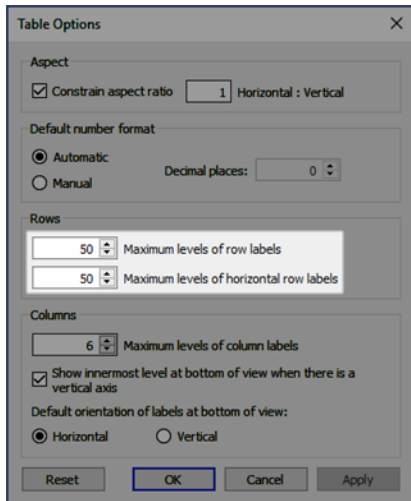 Table Options
Aspect
Constrain aspect ratio 1 Horizontal : Vertical
Default number format
Automatic
Decimal places: 0
Manual
Rows
50 Maximum levels of row labels
50 Maximum levels of horizontal row labels
Columns
6 Maximum levels of column labels
Show innermost level at bottom of view when there is a
vertical axis
Default orientation of labels at bottom of view:
Horizontal Vertical
Reset OK Cancel Apply